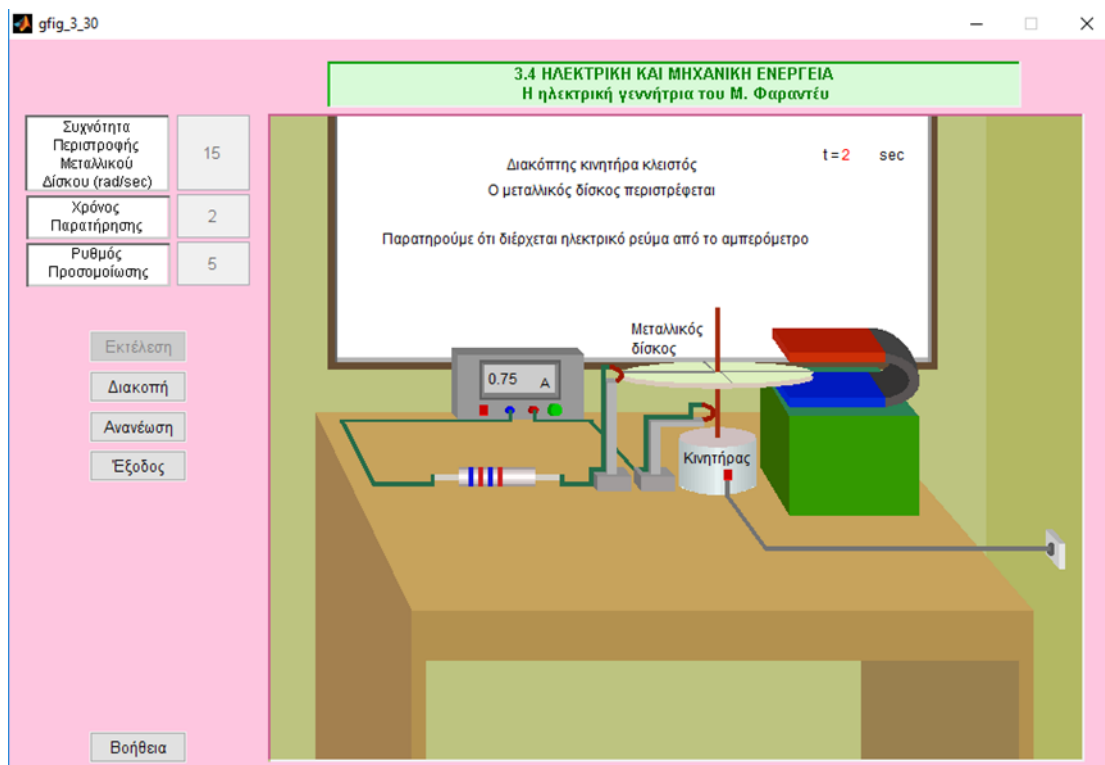 gfig_3_30
3.4 ΗΛΕΚΤΡΙΚΗ ΚΑΙ ΜΗΧΑΝΙΚΗ ΕΝΕΡΓΕΙΑ
Η ηλεκτρική γεννήτρια του Μ. Φαραντέυ
Συχνότητα
Περιστροφής
Μεταλλικού
Δίσκου (rad/sec)
15
Χρόνος
Παρατήρησης
2
Ρυθμός
Προσομοίωσης
5
Εκτέλεση
Διακοπή
Ανανέωση
Έξοδος
Βοήθεια
t = 2 sec
Διακόπτης κινητήρα κλειστός
Ο μεταλλικός δίσκος περιστρέφεται
Παρατηρούμε ότι διέρχεται ηλεκτρικό ρεύμα από το αμπερόμετρο
Μεταλλικός
δίσκος
0.75 A
Κινητήρας